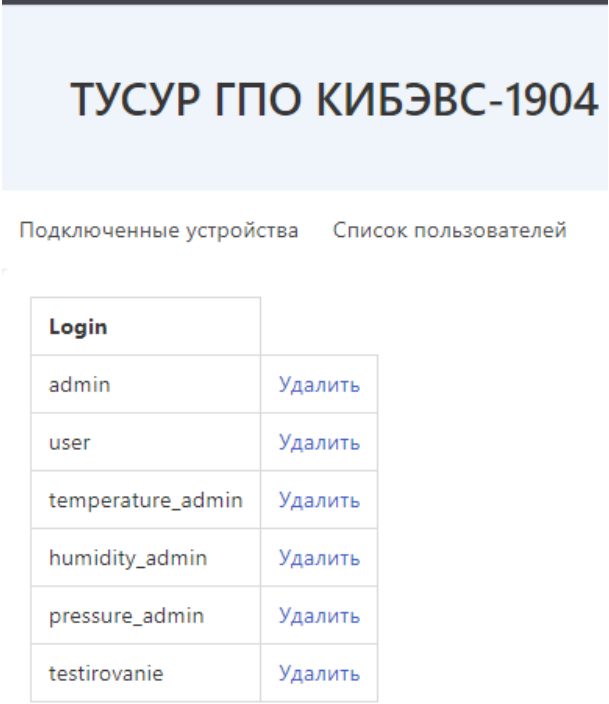 ТУСУР ГПО КИБЭВС-1904
Подключенные устройства Список пользователей
Login
admin Удалить
user Удалить
temperature_admin Удалить
humidity_admin Удалить
pressure_admin Удалить
testirovanie Удалить